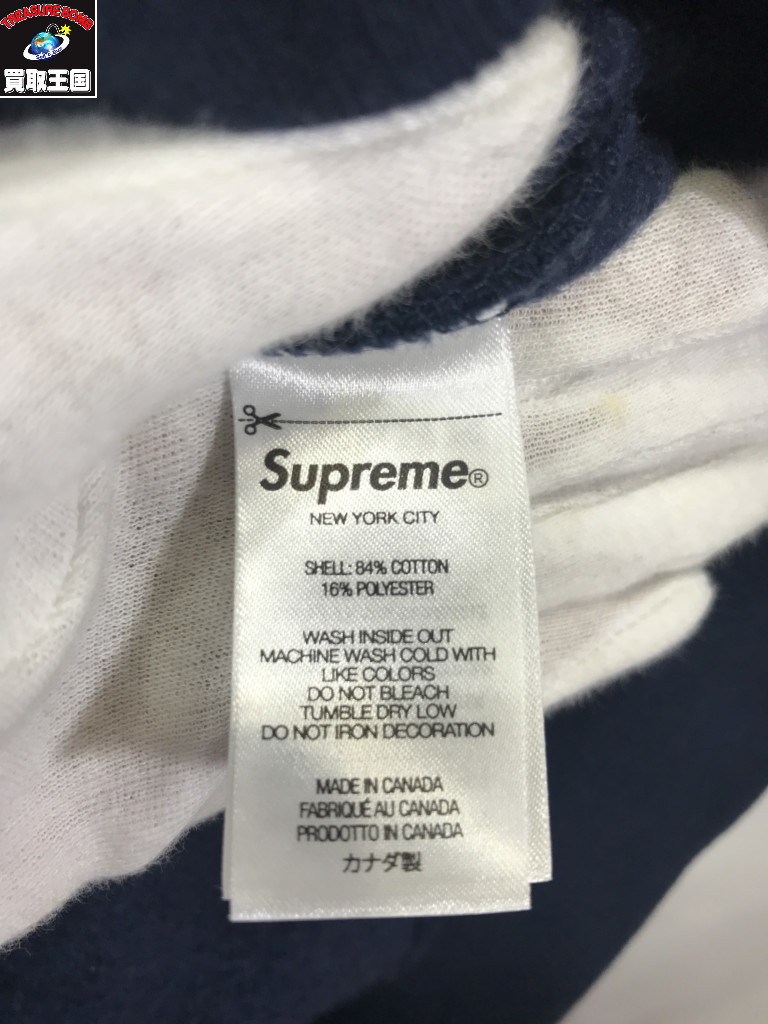 TREASURE BOMB
買取王国
Supreme®
NEW YORK CITY
SHELL: 84% COTTON
16% POLYESTER
WASH INSIDE OUT
MACHINE WASH COLD WITH
LIKE COLORS
DO NOT BLEACH
TUMBLE DRY LOW
DO NOT IRON DECORATION
MADE IN CANADA
FABRIQUÉ AU CANADA
PRODOTTO IN CANADA
カナダ製